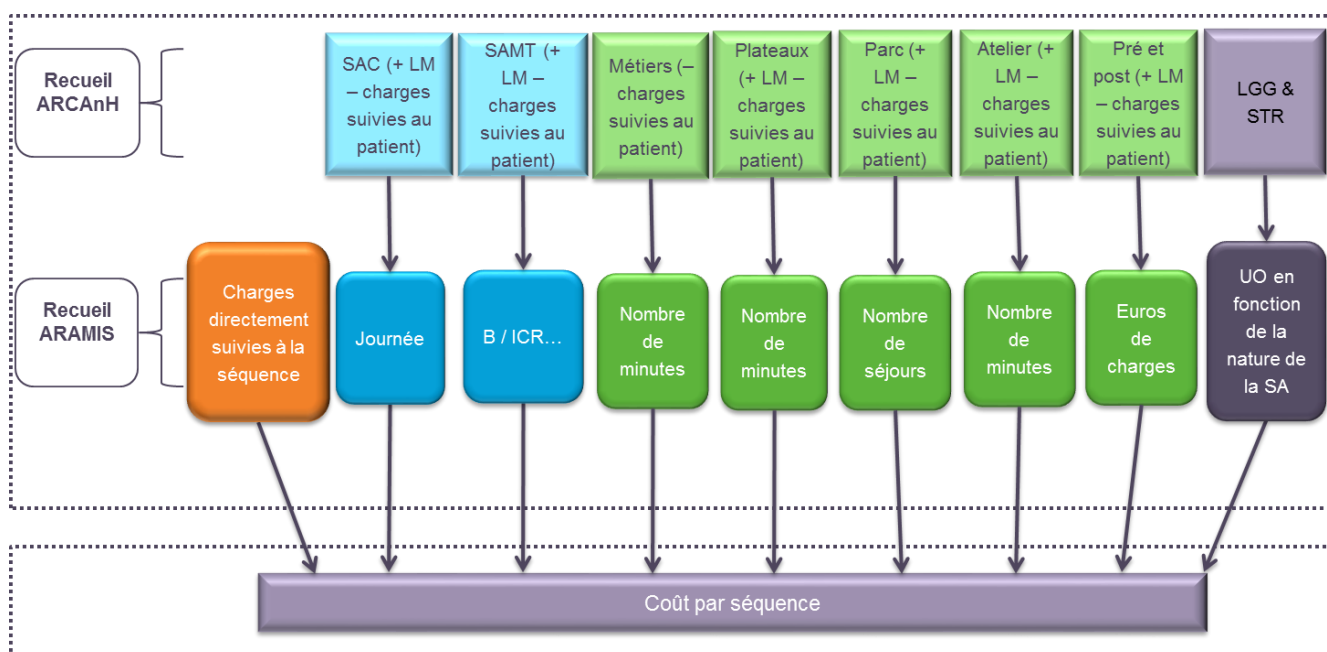 Recueil
ARCAnH
SAC (+ LM
– charges
suivies au
patient)
SAMT (+
LM –
charges
suivies au
patient)
Métiers (–
charges
suivies au
patient)
Plateaux
(+ LM –
charges
suivies au
patient)
Parc (+
LM –
charges
suivies au
patient)
Atelier (+
LM –
charges
suivies au
patient)
Pré et
post (+ LM
– charges
suivies au
patient)
LGG &
STR
Recueil
ARAMIS
Charges
directement
suivies à la
séquence
Journée
B / ICR…
Nombre
de
minutes
Nombre
de
minutes
Nombre
de
séjours
Nombre
de
minutes
Euros
de
charges
UO en
fonction
de la
nature de
la SA
Coût par séquence